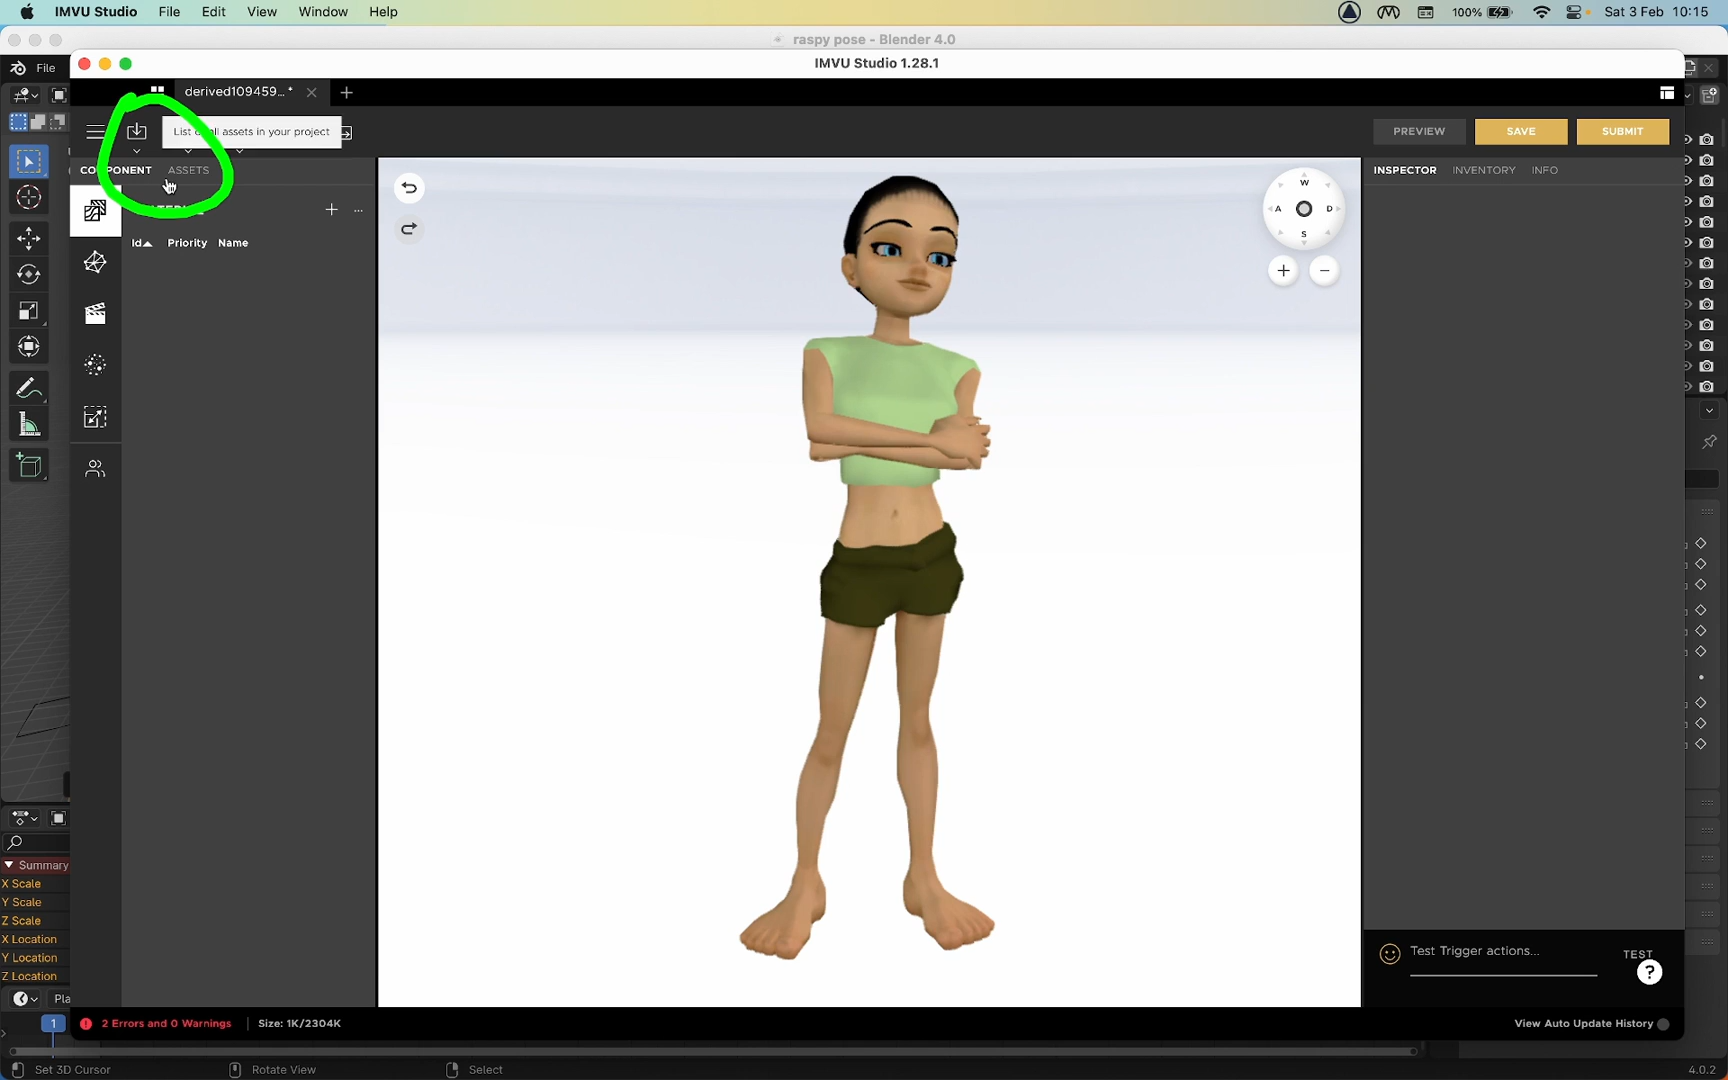 IMVU Studio File Edit View Window Help 100% Sat 3 Feb 10:15
raspy pose - Blender 4.0
File
IMVU Studio 1.28.1
derived109459... *
List of all assets in your project
PREVIEW SAVE SUBMIT
COMPONENT ASSETS
INSPECTOR INVENTORY INFO
Id Priority Name
W
A D
S
Summary
X Scale
Y Scale
Z Scale
X Location
Y Location
Z Location
Pla
1
Test Trigger actions...
TEST
?
2 Errors and 0 Warnings Size: 1K/2304K
View Auto Update History
Set 3D Cursor Rotate View Select 4.0.2